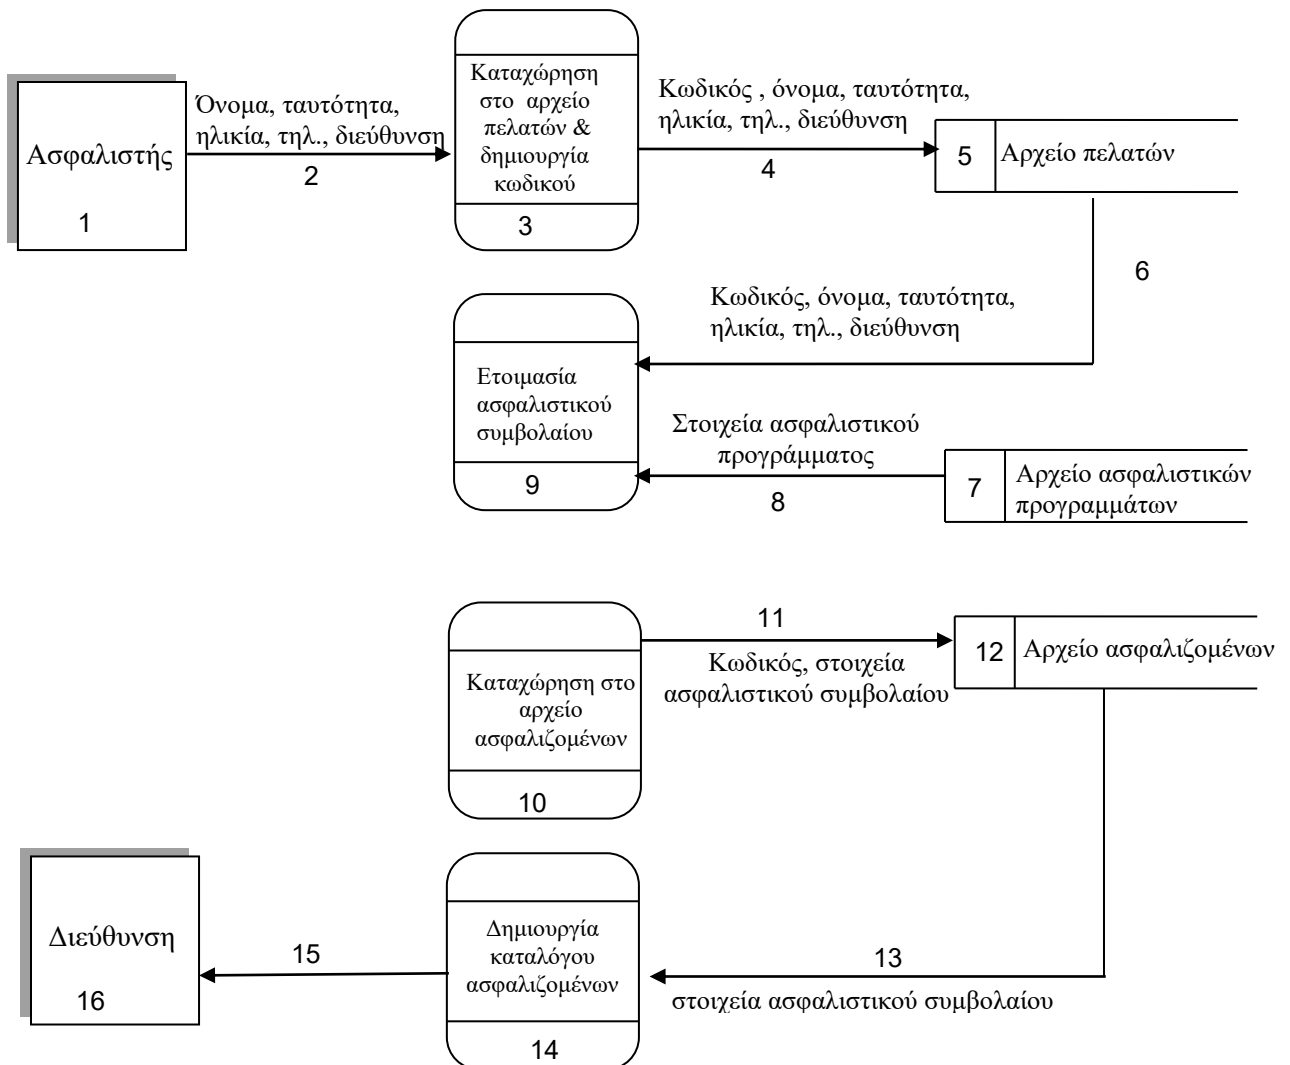 Ασφαλιστής
1
Όνομα, ταυτότητα,
ηλικία, τηλ., διεύθυνση
2
Καταχώρηση
στο αρχείο
πελατών &
δημιουργία
κωδικού
3
Κωδικός , όνομα, ταυτότητα,
ηλικία, τηλ., διεύθυνση
4
5
Αρχείο πελατών
6
Κωδικός, όνομα, ταυτότητα,
ηλικία, τηλ., διεύθυνση
Ετοιμασία
ασφαλιστικού
συμβολαίου
9
Στοιχεία ασφαλιστικού
προγράμματος
8
7
Αρχείο ασφαλιστικών
προγραμμάτων
Καταχώρηση στο
αρχείο
ασφαλιζομένων
10
11
Κωδικός, στοιχεία
ασφαλιστικού συμβολαίου
12
Αρχείο ασφαλιζομένων
13
στοιχεία ασφαλιστικού συμβολαίου
Δημιουργία
καταλόγου
ασφαλιζομένων
14
15
Διεύθυνση
16